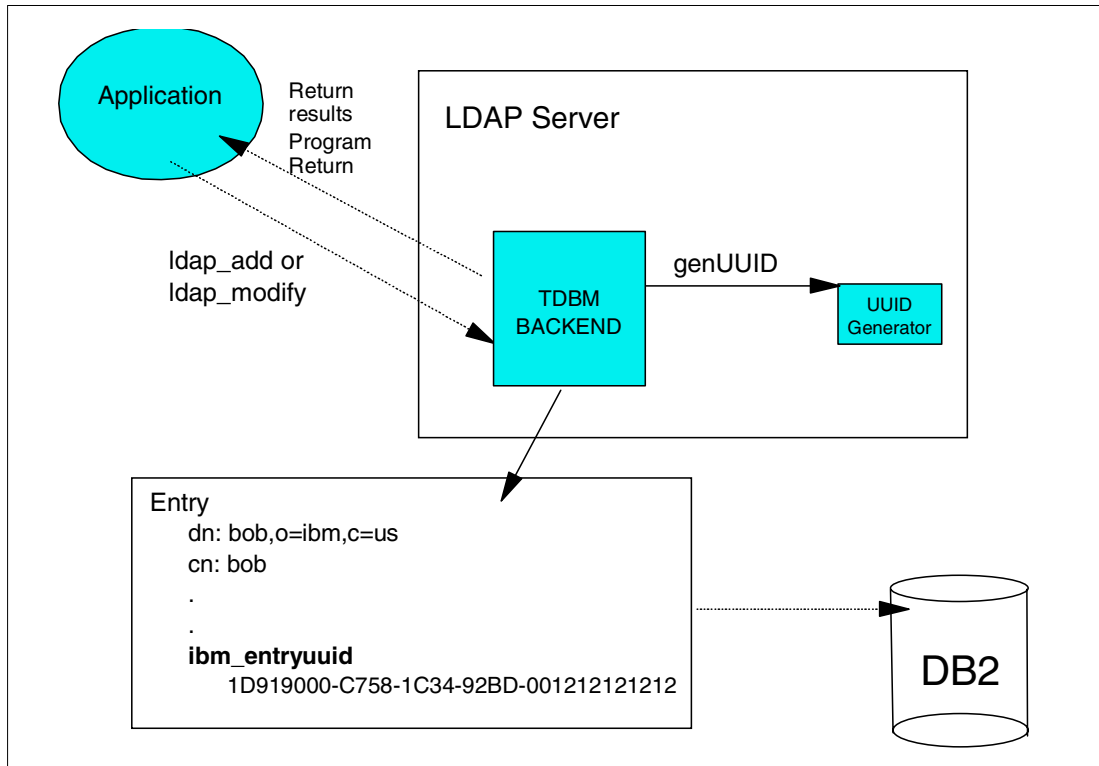 Application
Return
results
Program
Return
LDAP Server
ldap_add or
ldap_modify
TDBM
BACKEND
genUUID
UUID
Generator
Entry
dn: bob,o=ibm,c=us
cn: bob
.
.
ibm_entryuuid
1D919000-C758-1C34-92BD-001212121212
DB2